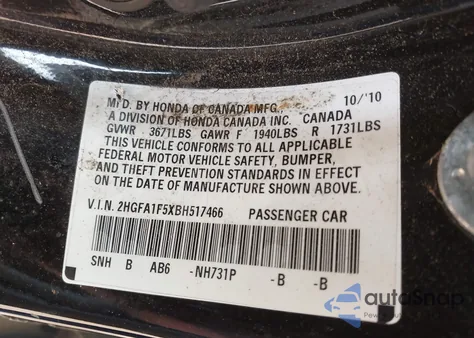 MFD. BY HONDA OF CANADA MFG., 10/'10
A DIVISION OF HONDA CANADA INC. CANADA
GVWR 3671LBS GAWR F 1940LBS R 1731LBS
THIS VEHICLE CONFORMS TO ALL APPLICABLE
FEDERAL MOTOR VEHICLE SAFETY, BUMPER,
AND THEFT PREVENTION STANDARDS IN EFFECT
ON THE DATE OF MANUFACTURE SHOWN ABOVE.
V.I.N. 2HGFA1F5XBH517466 PASSENGER CAR
SNH B AB6 -NH731P -B -B
autoSnap